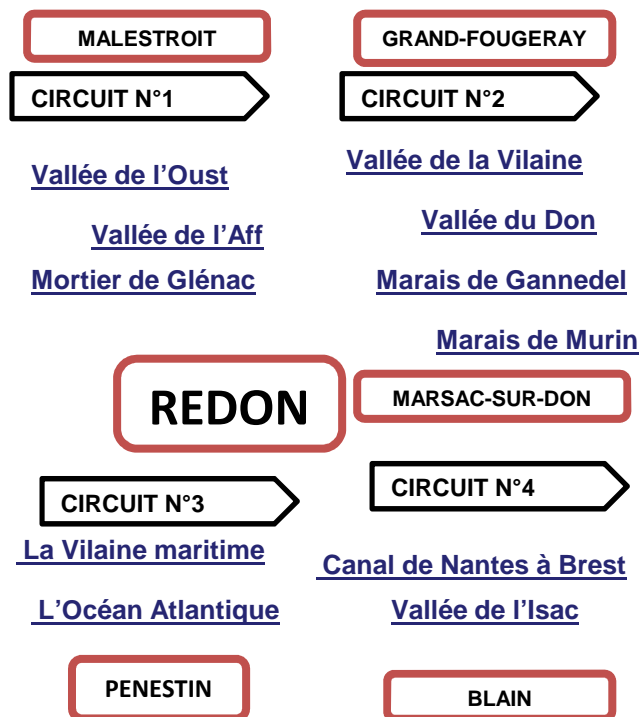 MALESTROIT
GRAND-FOUGERAY
CIRCUIT N°1
CIRCUIT N°2
Vallée de l’Oust
Vallée de la Vilaine
Vallée de l’Aff
Vallée du Don
Mortier de Glénac
Marais de Gannedel
Marais de Murin
REDON
MARSAC-SUR-DON
CIRCUIT N°3
CIRCUIT N°4
La Vilaine maritime
Canal de Nantes à Brest
L’Océan Atlantique
Vallée de l’Isac
PENESTIN
BLAIN